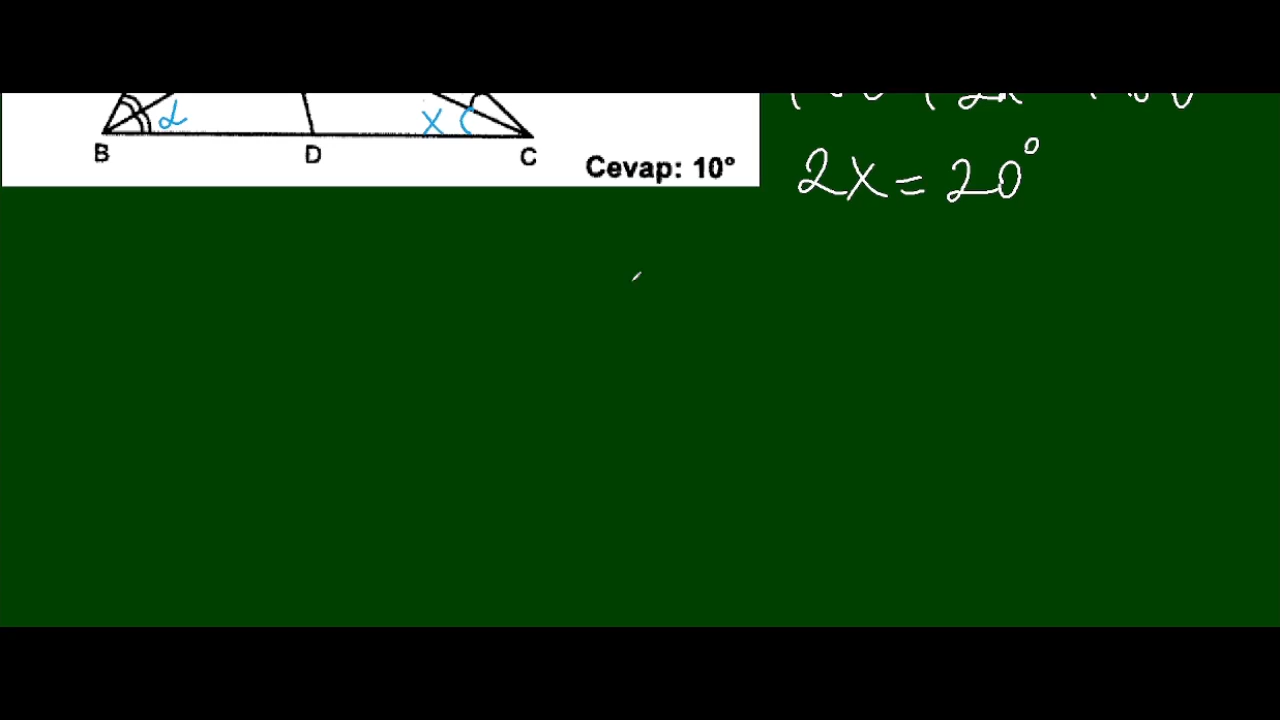 α
x
B D C
Cevap: 10°
2x = 20°